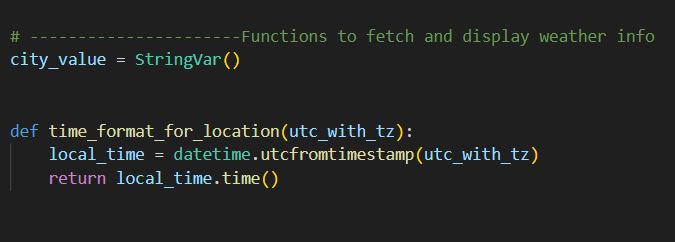 # -----------------------Functions to fetch and display weather info
city_value = StringVar()
def time_format_for_location(utc_with_tz):
    local_time = datetime.utcfromtimestamp(utc_with_tz)
    return local_time.time()